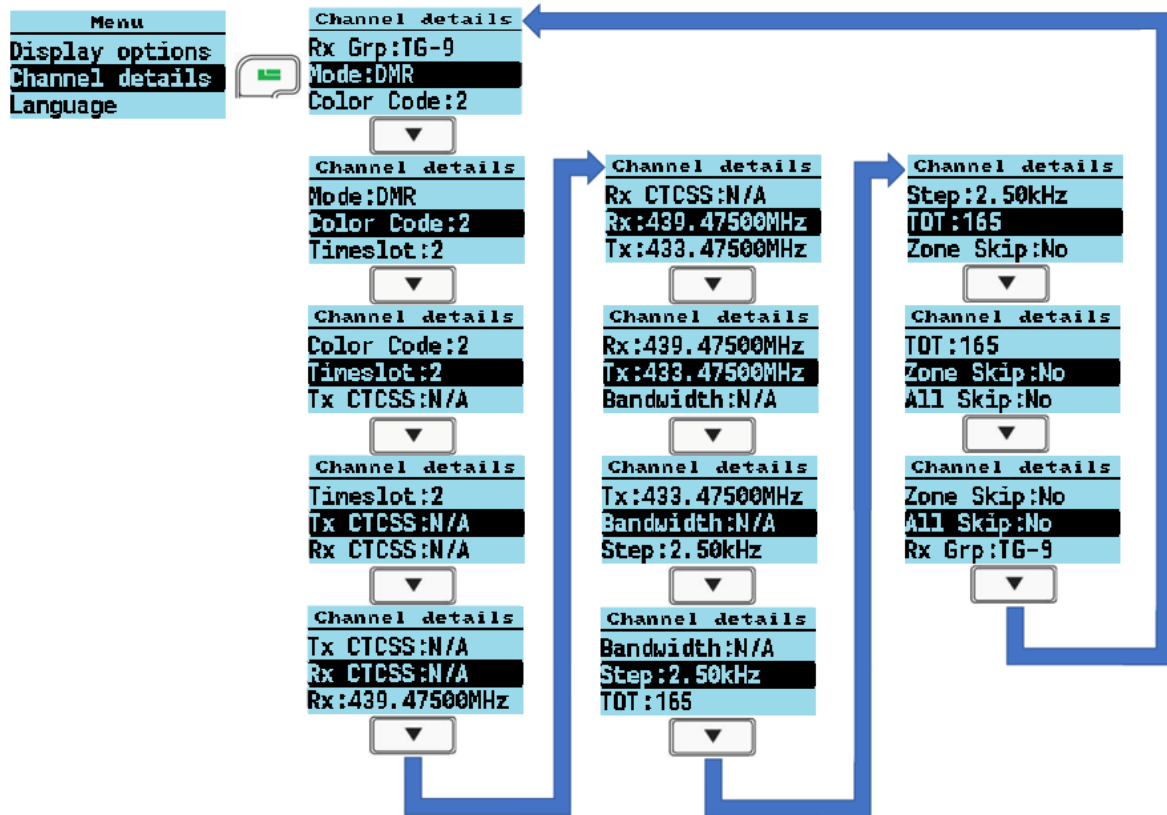 Menu
Display options
Channel details
Language
Channel details
Rx Grp:TG-9
Mode:DMR
Color Code:2
Channel details
Mode:DMR
Color Code:2
Timeslot:2
Channel details
Color Code:2
Timeslot:2
Tx CTCSS:N/A
Channel details
Timeslot:2
Tx CTCSS:N/A
Rx CTCSS:N/A
Channel details
Tx CTCSS:N/A
Rx CTCSS:N/A
Rx:439.47500MHz
Channel details
Rx CTCSS:N/A
Rx:439.47500MHz
Tx:433.47500MHz
Channel details
Rx:439.47500MHz
Tx:433.47500MHz
Bandwidth:N/A
Channel details
Tx:433.47500MHz
Bandwidth:N/A
Step:2.50kHz
Channel details
Bandwidth:N/A
Step:2.50kHz
TOT:165
Channel details
Step:2.50kHz
TOT:165
Zone Skip:No
Channel details
TOT:165
Zone Skip:No
All Skip:No
Channel details
Zone Skip:No
All Skip:No
Rx Grp:TG-9